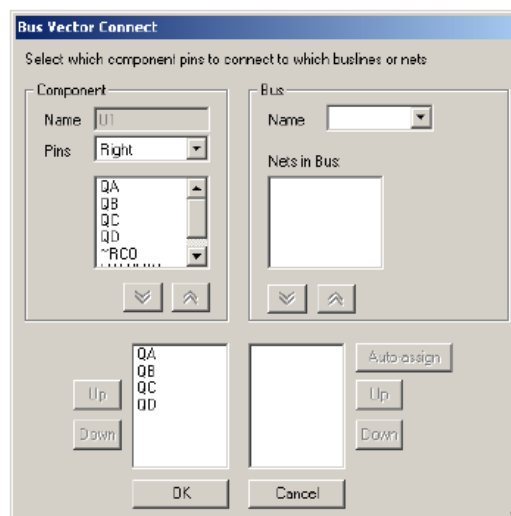 Bus Vector Connect
Select which component pins to connect to which buslines or nets
Component
Name U1
Pins Right
QA
QB
QC
QD
~RCO
Bus
Name
Nets in Bus:
QA
QB
QC
QD
Up
Down
Auto-assign
Up
Down
OK
Cancel